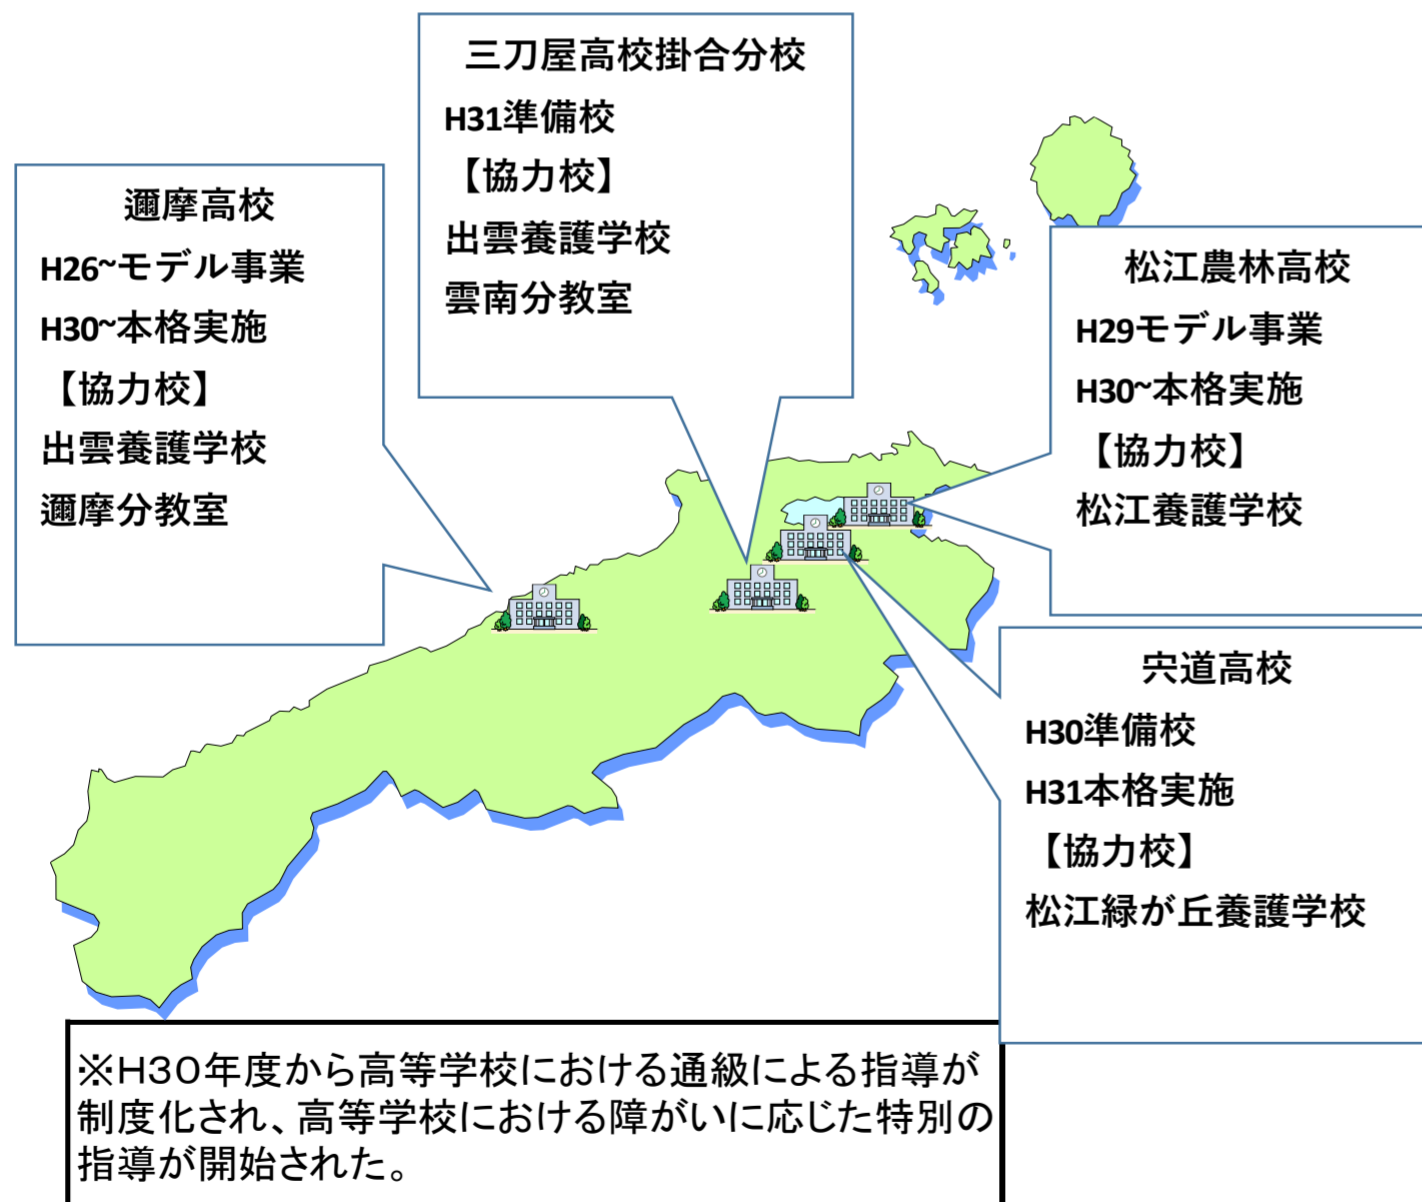 三刀屋高校掛合分校
H31準備校
【協力校】
出雲養護学校
雲南分教室
邇摩高校
H26~モデル事業
H30~本格実施
【協力校】
出雲養護学校
邇摩分教室
松江農林高校
H29モデル事業
H30~本格実施
【協力校】
松江養護学校
宍道高校
H30準備校
H31本格実施
【協力校】
松江緑が丘養護学校
※H30年度から高等学校における通級による指導が
制度化され、高等学校における障がいに応じた特別の
指導が開始された。